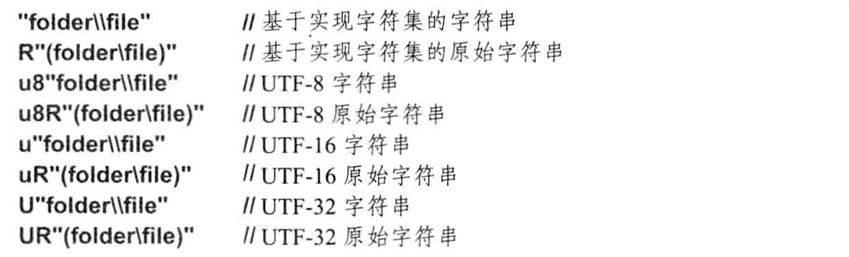 "folder\\file" // 基于实现字符集的字符串
R"(folder\file)" // 基于实现字符集的原始字符串
u8"folder\\file" // UTF-8 字符串
u8R"(folder\file)" // UTF-8 原始字符串
u"folder\\file" // UTF-16 字符串
uR"(folder\file)" // UTF-16 原始字符串
U"folder\\file" // UTF-32 字符串
UR"(folder\file)" // UTF-32 原始字符串